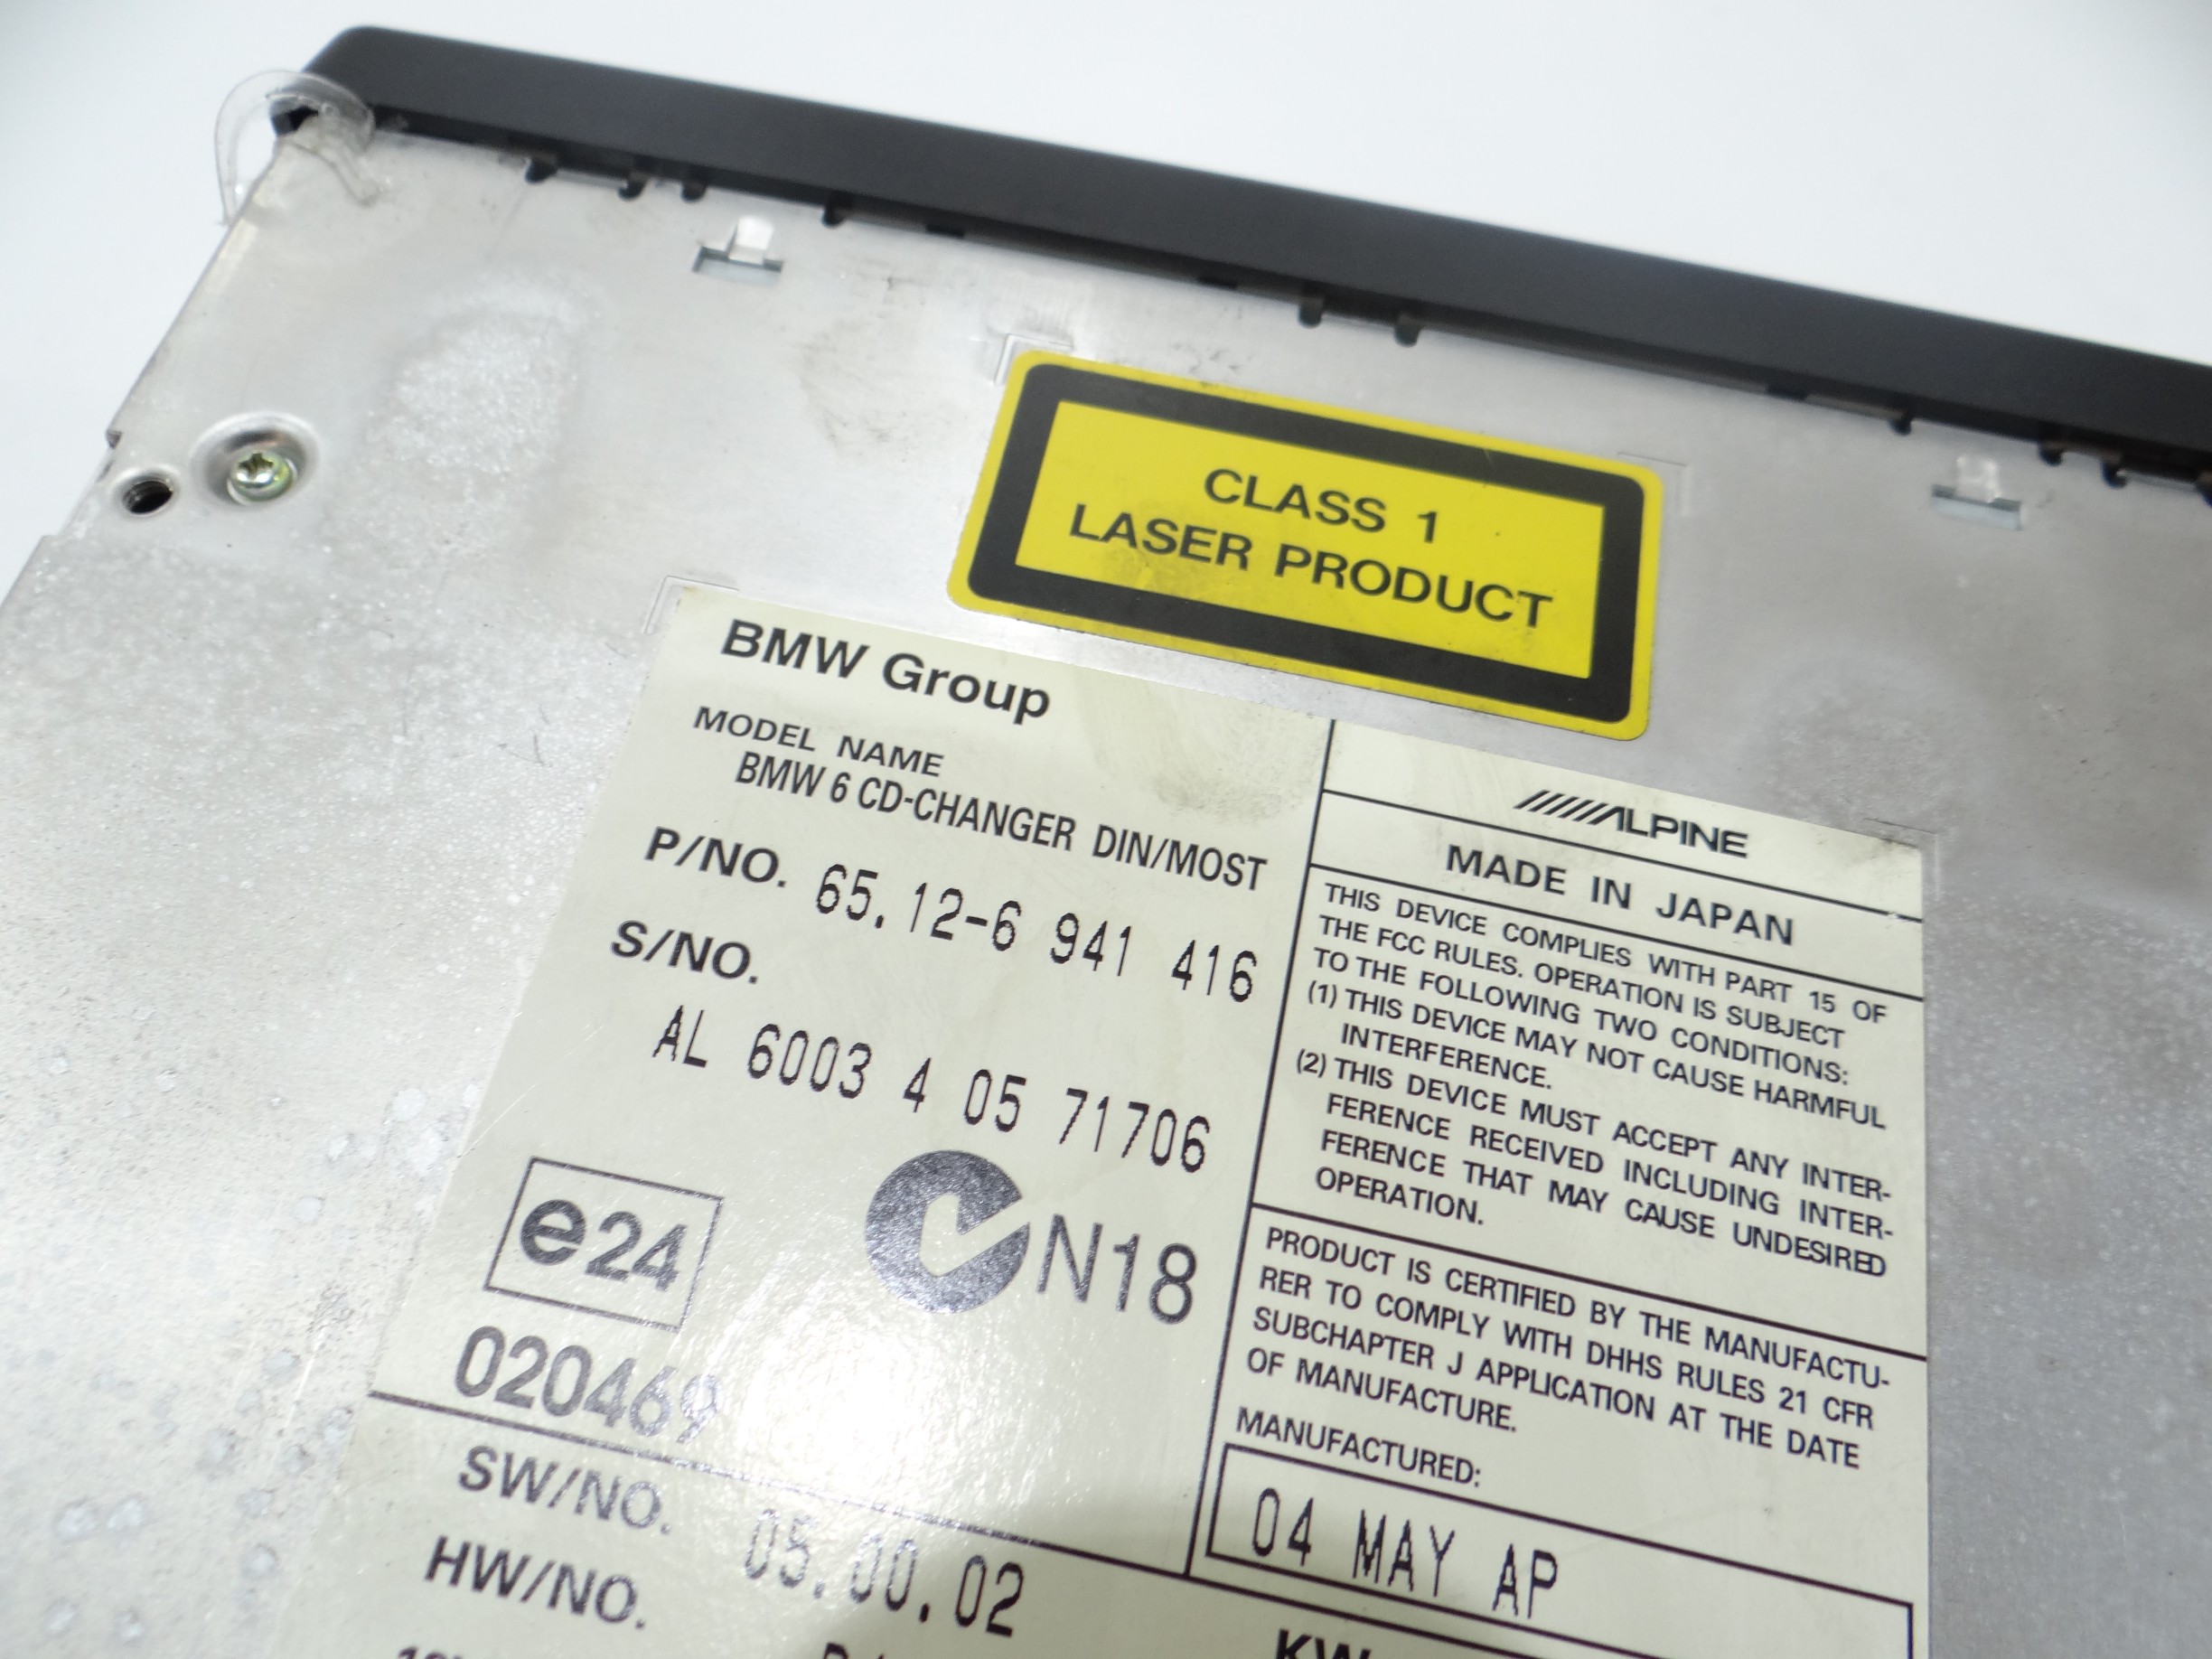 CLASS 1
LASER PRODUCT
BMW Group
MODEL NAME
BMW 6 CD-CHANGER DIN/MOST
P/NO. 65.12-6 941 416
S/NO.
AL 6003 4 05 71706
e24
N18
020469
SW/NO. 05.00.02
HW/NO.
ALPINE
MADE IN JAPAN
THIS DEVICE COMPLIES WITH PART 15 OF
THE FCC RULES. OPERATION IS SUBJECT
TO THE FOLLOWING TWO CONDITIONS:
(1) THIS DEVICE MAY NOT CAUSE HARMFUL
INTERFERENCE.
(2) THIS DEVICE MUST ACCEPT ANY INTER-
FERENCE RECEIVED INCLUDING INTER-
FERENCE THAT MAY CAUSE UNDESIRED
OPERATION.
PRODUCT IS CERTIFIED BY THE MANUFACTU-
RER TO COMPLY WITH DHHS RULES 21 CFR
SUBCHAPTER J APPLICATION AT THE DATE
OF MANUFACTURE.
MANUFACTURED:
04 MAY AP
KW